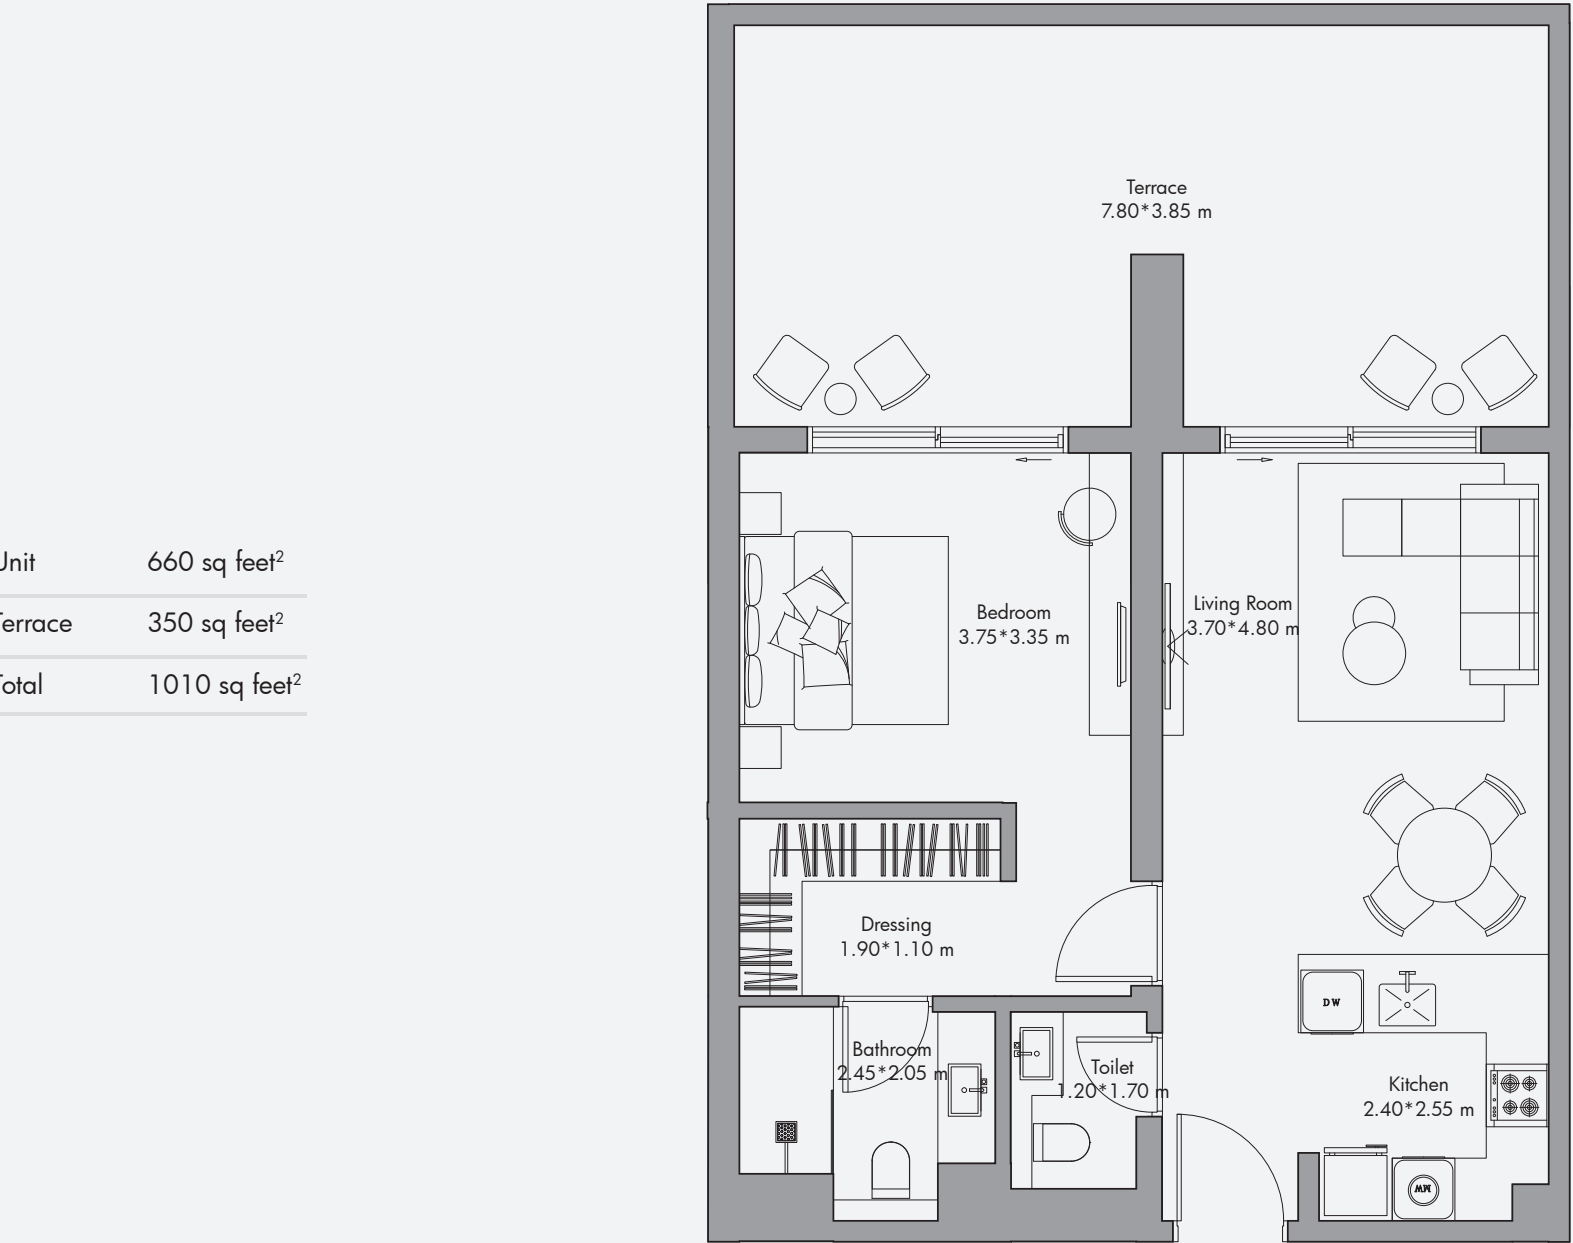 Unit 660 sq feet²
Terrace 350 sq feet²
Total 1010 sq feet²
Terrace
7.80*3.85 m
Bedroom
3.75*3.35 m
Living Room
3.70*4.80 m
Dressing
1.90*1.10 m
DW
Bathroom
2.45*2.05 m
Toilet
1.20*1.70 m
Kitchen
2.40*2.55 m
MW